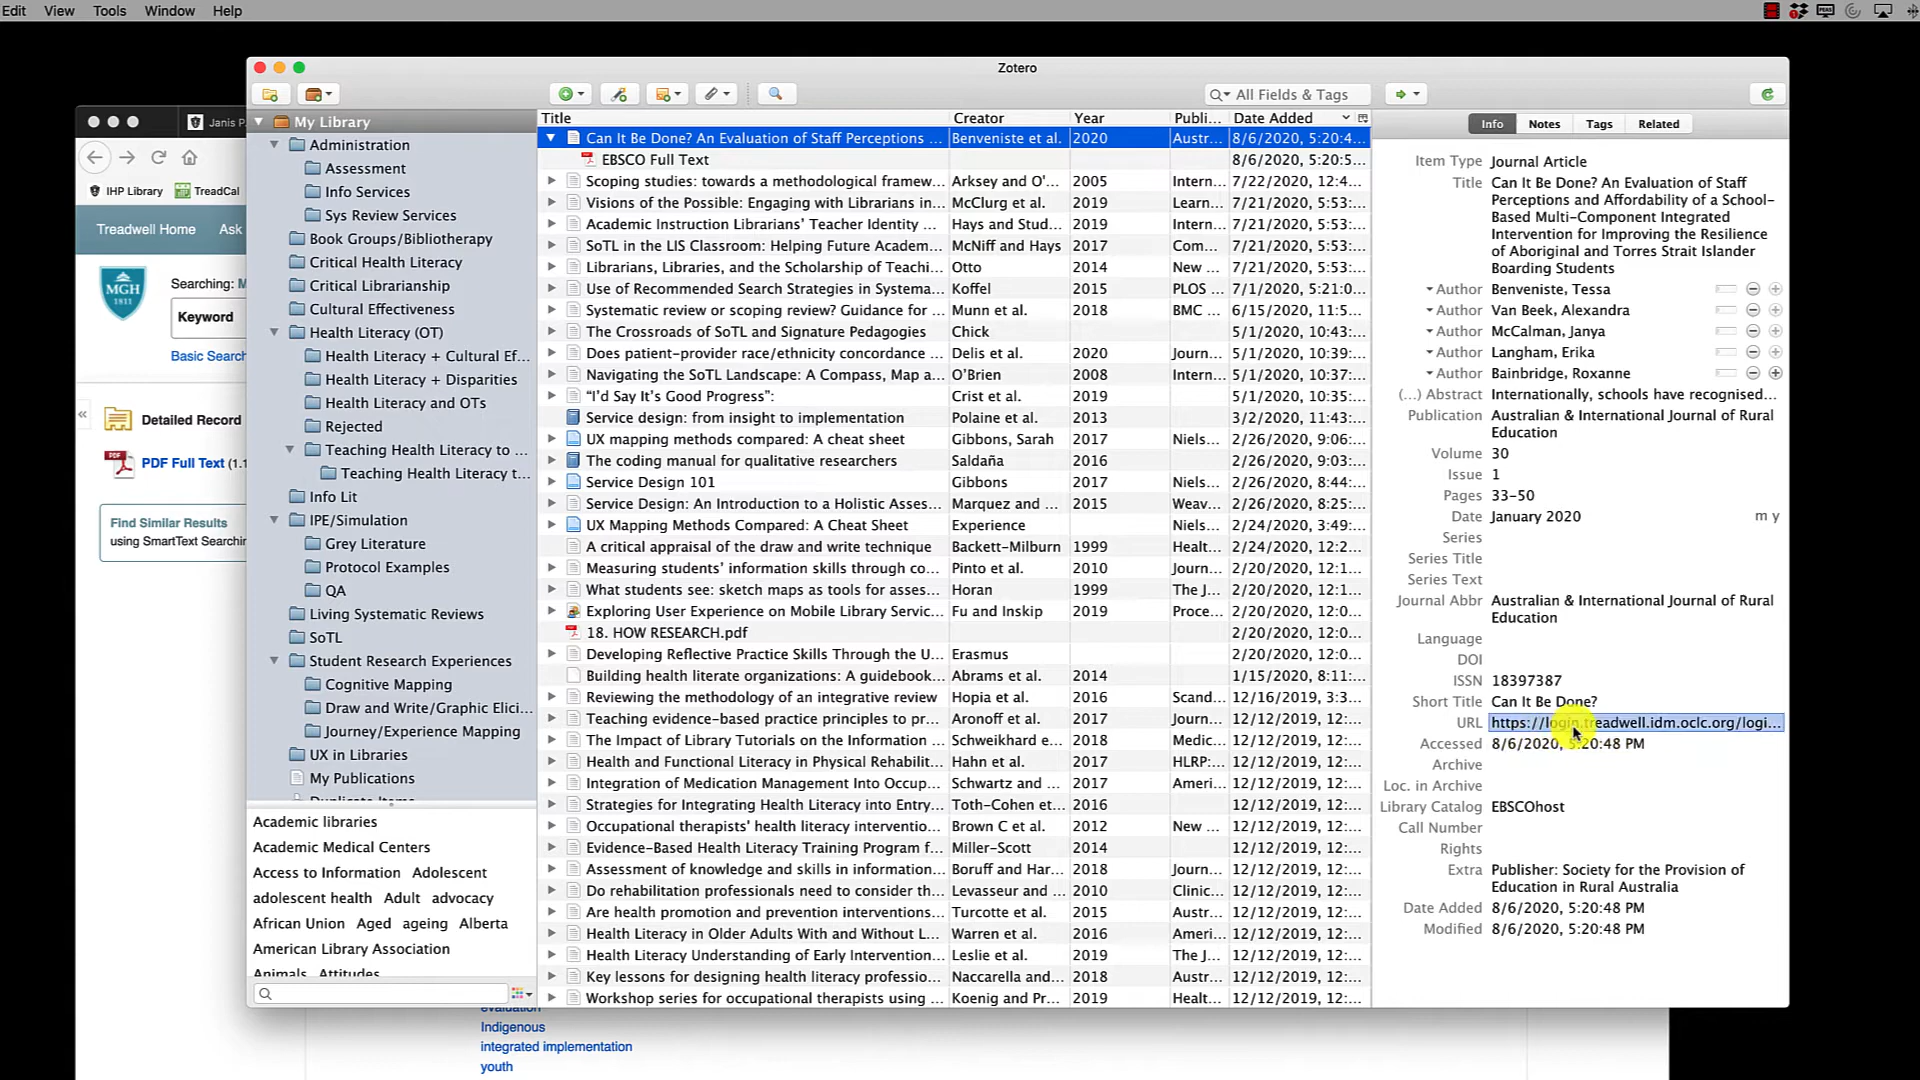 Edit View Tools Window Help
Zotero
All Fields & Tags
Janis P.
IHP Library TreadCal
Treadwell Home Ask
MGH
1811
Searching: M
Keyword
Basic Search
«
Detailed Record
PDF Full Text (1.1
Find Similar Results
using SmartText Searchin
My Library
Administration
Assessment
Info Services
Sys Review Services
Book Groups/Bibliotherapy
Critical Health Literacy
Critical Librarianship
Cultural Effectiveness
Health Literacy (OT)
Health Literacy + Cultural Ef...
Health Literacy + Disparities
Health Literacy and OTs
Rejected
Teaching Health Literacy to ...
Teaching Health Literacy t...
Info Lit
IPE/Simulation
Grey Literature
Protocol Examples
QA
Living Systematic Reviews
SoTL
Student Research Experiences
Cognitive Mapping
Draw and Write/Graphic Elici...
Journey/Experience Mapping
UX in Libraries
My Publications
Duplicate Items
Academic libraries
Academic Medical Centers
Access to Information Adolescent
adolescent health Adult advocacy
African Union Aged ageing Alberta
American Library Association
Animals Attitudes
Title Creator Year Publi... Date Added
Can It Be Done? An Evaluation of Staff Perceptions ... Benveniste et al. 2020 Austr... 8/6/2020, 5:20:4...
EBSCO Full Text 8/6/2020, 5:20:5...
Scoping studies: towards a methodological framew... Arksey and O'... 2005 Intern... 7/22/2020, 12:4...
Visions of the Possible: Engaging with Librarians in... McClurg et al. 2019 Learn... 7/21/2020, 5:53:...
Academic Instruction Librarians' Teacher Identity ... Hays and Stud... 2019 Intern... 7/21/2020, 5:53:...
SoTL in the LIS Classroom: Helping Future Academ... McNiff and Hays 2017 Com... 7/21/2020, 5:53:...
Librarians, Libraries, and the Scholarship of Teachi... Otto 2014 New ... 7/21/2020, 5:53:...
Use of Recommended Search Strategies in Systema... Koffel 2015 PLOS ... 7/1/2020, 5:21:0...
Systematic review or scoping review? Guidance for ... Munn et al. 2018 BMC ... 6/15/2020, 11:5...
The Crossroads of SoTL and Signature Pedagogies Chick 5/1/2020, 10:43:...
Does patient-provider race/ethnicity concordance ... Delis et al. 2020 Journ... 5/1/2020, 10:39:...
Navigating the SoTL Landscape: A Compass, Map a... O'Brien 2008 Intern... 5/1/2020, 10:37:...
"I'd Say It's Good Progress": Crist et al. 2019 5/1/2020, 10:35:...
Service design: from insight to implementation Polaine et al. 2013 3/2/2020, 11:43:...
UX mapping methods compared: A cheat sheet Gibbons, Sarah 2017 Niels... 2/26/2020, 9:06:...
The coding manual for qualitative researchers Saldaña 2016 2/26/2020, 9:03:...
Service Design 101 Gibbons 2017 Niels... 2/26/2020, 8:44:...
Service Design: An Introduction to a Holistic Asses... Marquez and ... 2015 Weav... 2/26/2020, 8:25:...
UX Mapping Methods Compared: A Cheat Sheet Experience Niels... 2/24/2020, 3:49:...
A critical appraisal of the draw and write technique Backett-Milburn 1999 Healt... 2/24/2020, 12:2...
Measuring students' information skills through co... Pinto et al. 2010 Journ... 2/20/2020, 12:1...
What students see: sketch maps as tools for asses... Horan 1999 The J... 2/20/2020, 12:1...
Exploring User Experience on Mobile Library Servic... Fu and Inskip 2019 Proce... 2/20/2020, 12:0...
18. HOW RESEARCH.pdf 2/20/2020, 12:0...
Developing Reflective Practice Skills Through the U... Erasmus 2/20/2020, 12:0...
Building health literate organizations: A guidebook... Abrams et al. 2014 1/15/2020, 8:11:...
Reviewing the methodology of an integrative review Hopia et al. 2016 Scand... 12/16/2019, 3:3...
Teaching evidence-based practice principles to pr... Aronoff et al. 2017 Journ... 12/12/2019, 12:...
The Impact of Library Tutorials on the Information ... Schweikhard e... 2018 Medic... 12/12/2019, 12:...
Health and Functional Literacy in Physical Rehabilit... Hahn et al. 2017 HLRP:... 12/12/2019, 12:...
Integration of Medication Management Into Occup... Schwartz and ... 2017 Ameri... 12/12/2019, 12:...
Strategies for Integrating Health Literacy into Entry... Toth-Cohen et... 2016 12/12/2019, 12:...
Occupational therapists' health literacy interventio... Brown C et al. 2012 New ... 12/12/2019, 12:...
Evidence-Based Health Literacy Training Program f... Miller-Scott 2014 12/12/2019, 12:...
Assessment of knowledge and skills in information... Boruff and Har... 2018 Journ... 12/12/2019, 12:...
Do rehabilitation professionals need to consider th... Levasseur and ... 2010 Clinic... 12/12/2019, 12:...
Are health promotion and prevention interventions... Turcotte et al. 2015 Austr... 12/12/2019, 12:...
Health Literacy in Older Adults With and Without L... Warren et al. 2016 Ameri... 12/12/2019, 12:...
Health Literacy Understanding of Early Intervention... Leslie et al. 2019 The J... 12/12/2019, 12:...
Key lessons for designing health literacy professio... Naccarella and... 2018 Austr... 12/12/2019, 12:...
Workshop series for occupational therapists using ... Koenig and Pr... 2019 Healt... 12/12/2019, 12:...
Info Notes Tags Related
Item Type Journal Article
Title Can It Be Done? An Evaluation of Staff
Perceptions and Affordability of a School-
Based Multi-Component Integrated
Intervention for Improving the Resilience
of Aboriginal and Torres Strait Islander
Boarding Students
Author Benveniste, Tessa
Author Van Beek, Alexandra
Author McCalman, Janya
Author Langham, Erika
Author Bainbridge, Roxanne
(...) Abstract Internationally, schools have recognised...
Publication Australian & International Journal of Rural
Education
Volume 30
Issue 1
Pages 33-50
Date January 2020 m y
Series
Series Title
Series Text
Journal Abbr Australian & International Journal of Rural
Education
Language
DOI
ISSN 18397387
Short Title Can It Be Done?
URL https://login.treadwell.idm.oclc.org/logi...
Accessed 8/6/2020, 5:20:48 PM
Archive
Loc. in Archive
Library Catalog EBSCOhost
Call Number
Rights
Extra Publisher: Society for the Provision of
Education in Rural Australia
Date Added 8/6/2020, 5:20:48 PM
Modified 8/6/2020, 5:20:48 PM
evaluation
Indigenous
integrated implementation
youth